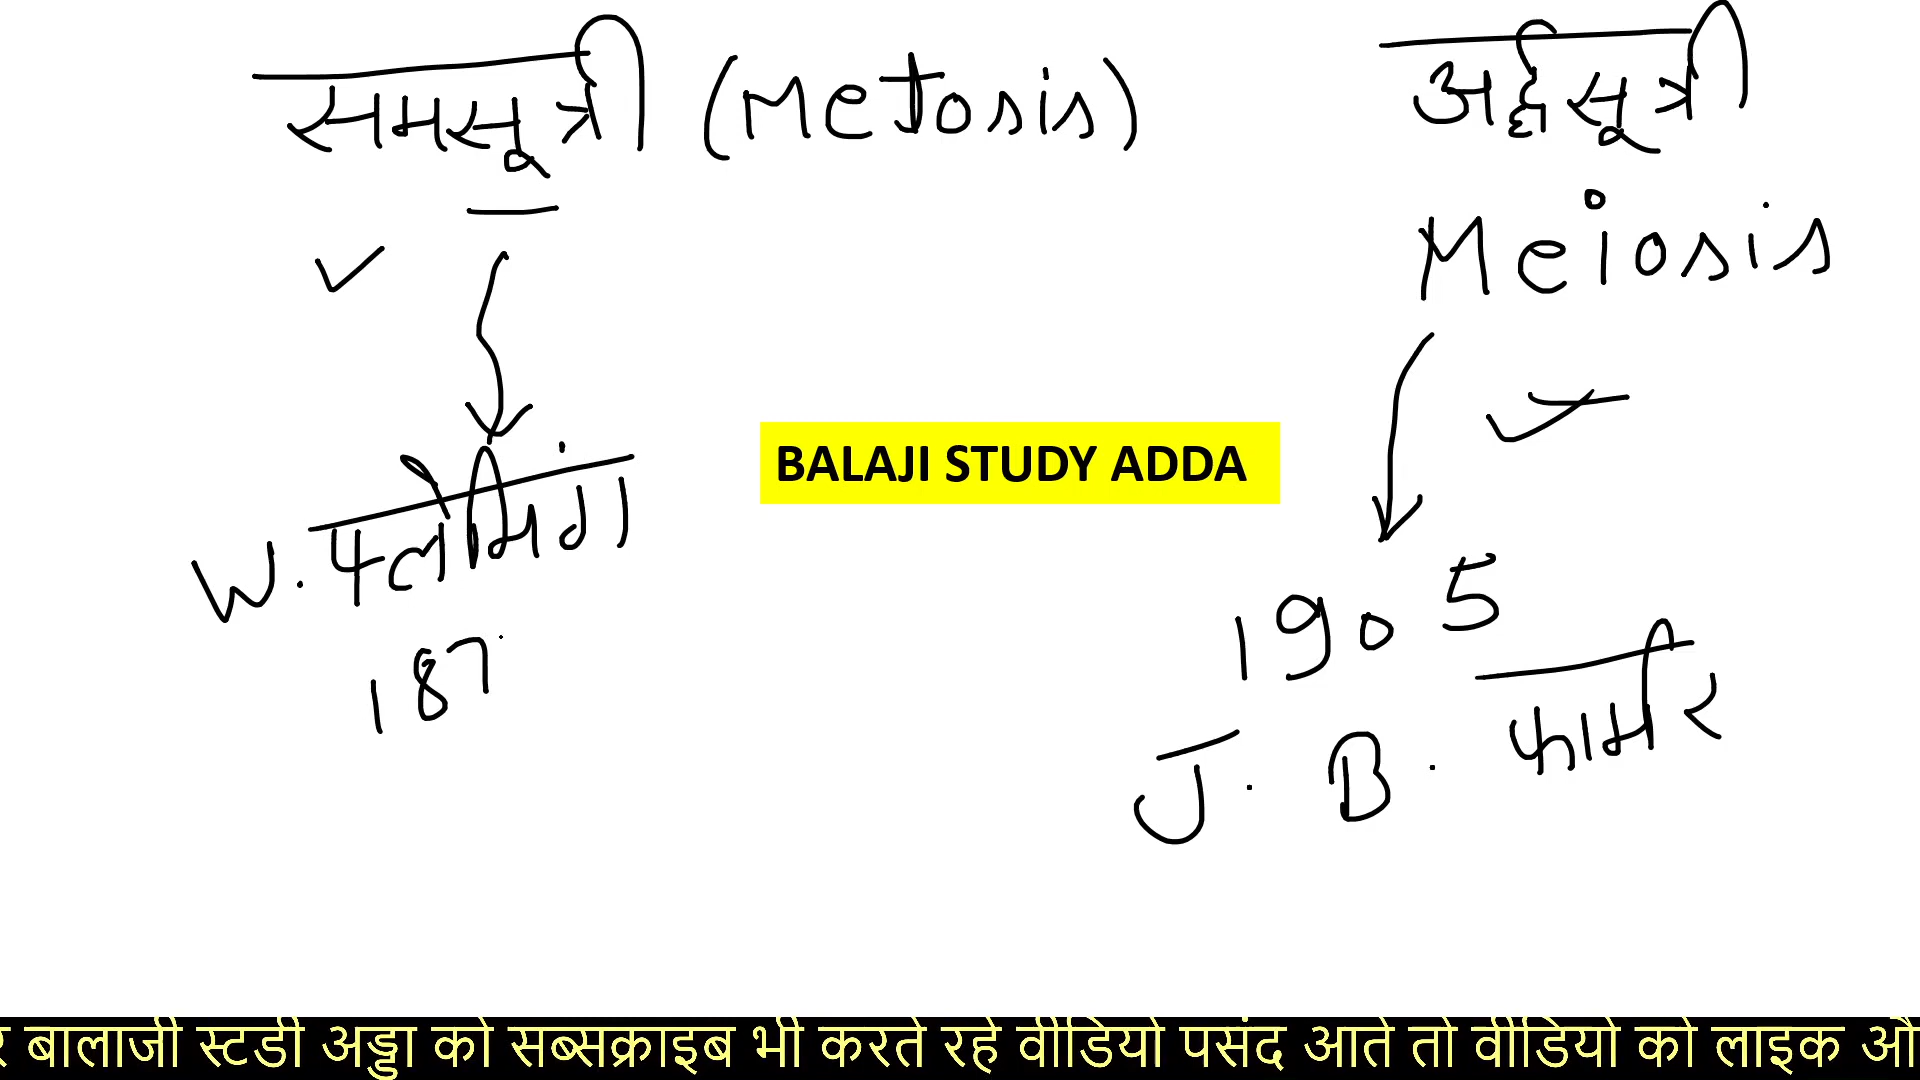 समसूत्री (Metosis)
अर्द्धसूत्री
Meiosis
BALAJI STUDY ADDA
W. फ्लेमिंग
187
1905
J. B. फार्मर
र बालाजी स्टडी अड्डा को सब्सक्राइब भी करते रहे वीडियो पसंद आते तो वीडियो को लाइक औ